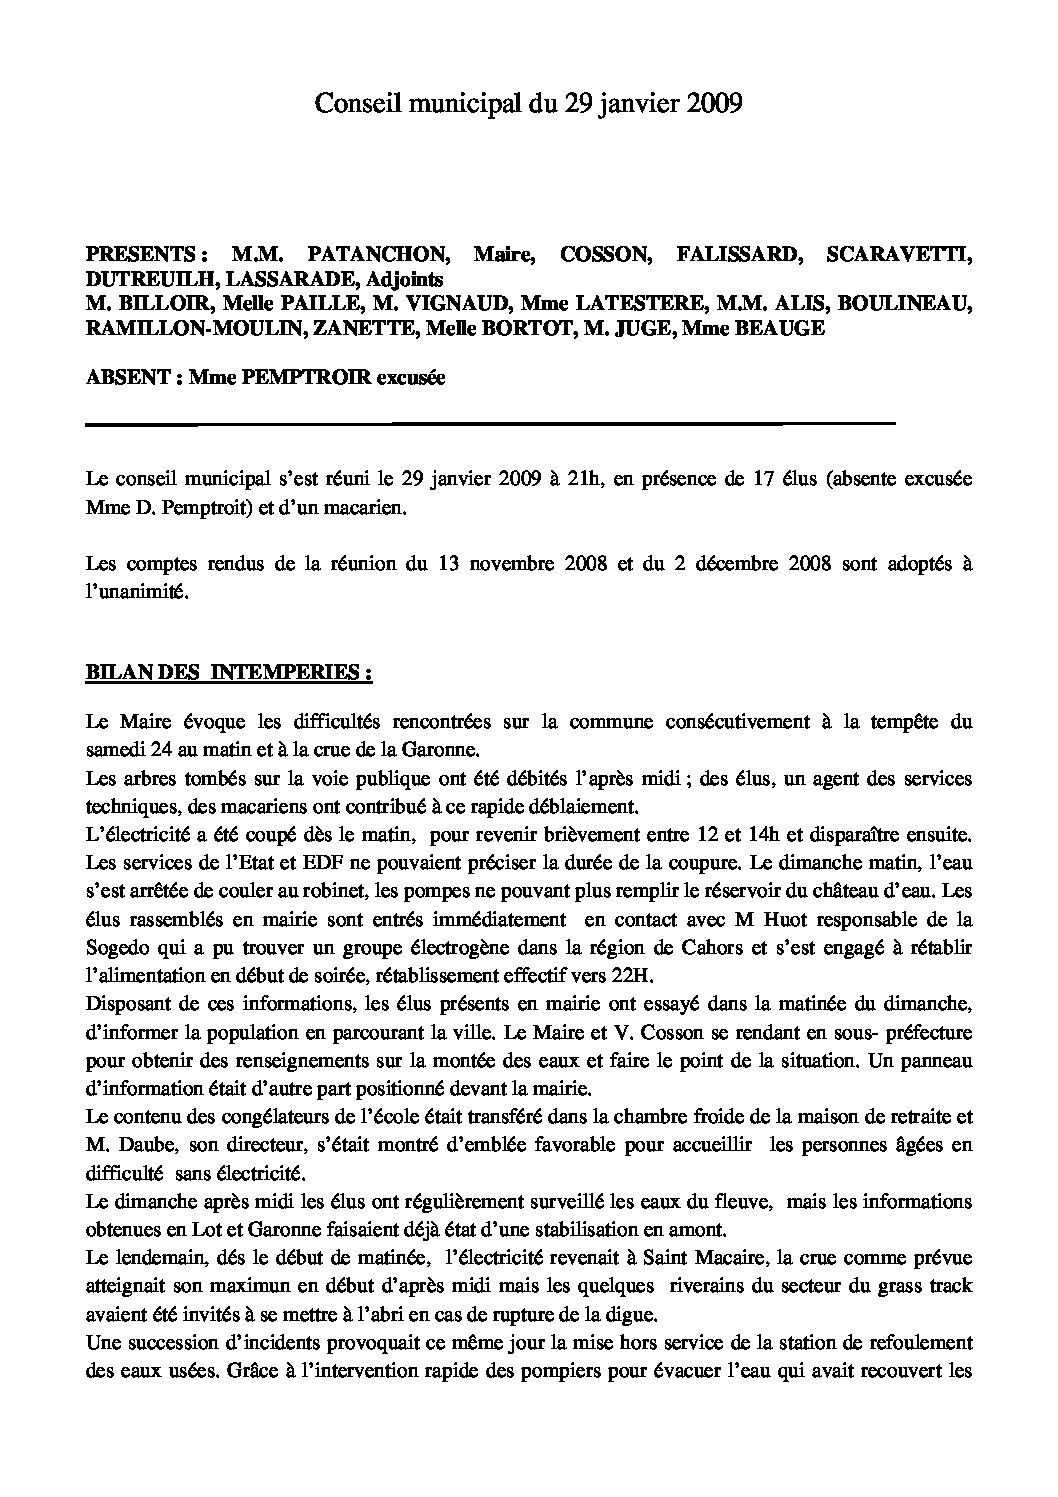 Conseil municipal du 29 janvier 2009
PRESENTS : M.M. PATANCHON, Maire, COSSON, FALISSARD, SCARAVETTI,
DUTREUILH, LASSARADE, Adjoints
M. BILLOIR, Melle PAILLE, M. VIGNAUD, Mme LATESTERE, M.M. ALIS, BOULINEAU,
RAMILLON-MOULIN, ZANETTE, Melle BORTOT, M. JUGE, Mme BEAUGE
ABSENT : Mme PEMPTROIR excusée
Le conseil municipal s’est réuni le 29 janvier 2009 à 21h, en présence de 17 élus (absente excusée
Mme D. Pemptroit) et d’un macarien.
Les comptes rendus de la réunion du 13 novembre 2008 et du 2 décembre 2008 sont adoptés à
l’unanimité.
BILAN DES INTEMPERIES :
Le Maire évoque les difficultés rencontrées sur la commune consécutivement à la tempête du
samedi 24 au matin et à la crue de la Garonne.
Les arbres tombés sur la voie publique ont été débités l’après midi ; des élus, un agent des services
techniques, des macariens ont contribué à ce rapide déblaiement.
L’électricité a été coupé dès le matin, pour revenir brièvement entre 12 et 14h et disparaître ensuite.
Les services de l’Etat et EDF ne pouvaient préciser la durée de la coupure. Le dimanche matin, l’eau
s’est arrêtée de couler au robinet, les pompes ne pouvant plus remplir le réservoir du château d’eau. Les
élus rassemblés en mairie sont entrés immédiatement en contact avec M Huot responsable de la
Sogedo qui a pu trouver un groupe électrogène dans la région de Cahors et s’est engagé à rétablir
l’alimentation en début de soirée, rétablissement effectif vers 22H.
Disposant de ces informations, les élus présents en mairie ont essayé dans la matinée du dimanche,
d’informer la population en parcourant la ville. Le Maire et V. Cosson se rendant en sous- préfecture
pour obtenir des renseignements sur la montée des eaux et faire le point de la situation. Un panneau
d’information était d’autre part positionné devant la mairie.
Le contenu des congélateurs de l’école était transféré dans la chambre froide de la maison de retraite et
M. Daube, son directeur, s’était montré d’emblée favorable pour accueillir les personnes âgées en
difficulté sans électricité.
Le dimanche après midi les élus ont régulièrement surveillé les eaux du fleuve, mais les informations
obtenues en Lot et Garonne faisaient déjà état d’une stabilisation en amont.
Le lendemain, dés le début de matinée, l’électricité revenait à Saint Macaire, la crue comme prévue
atteignait son maximun en début d’après midi mais les quelques riverains du secteur du grass track
avaient été invités à se mettre à l’abri en cas de rupture de la digue.
Une succession d’incidents provoquait ce même jour la mise hors service de la station de refoulement
des eaux usées. Grâce à l’intervention rapide des pompiers pour évacuer l’eau qui avait recouvert les